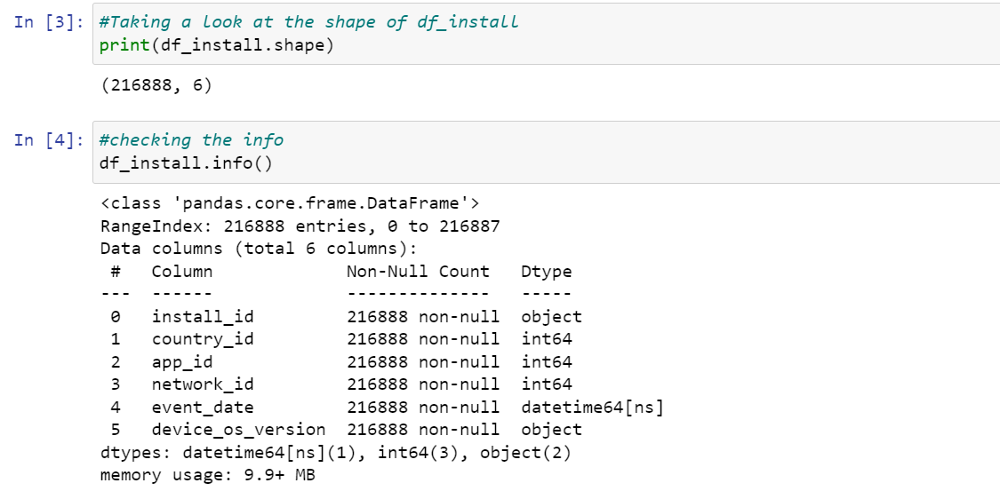 In [3]: #Taking a look at the shape of df_install
print(df_install.shape)
(216888, 6)
In [4]: #checking the info
df_install.info()
<class 'pandas.core.frame.DataFrame'>
RangeIndex: 216888 entries, 0 to 216887
Data columns (total 6 columns):
 #   Column             Non-Null Count   Dtype
---  ------             --------------   -----
 0   install_id         216888 non-null  object
 1   country_id         216888 non-null  int64
 2   app_id             216888 non-null  int64
 3   network_id         216888 non-null  int64
 4   event_date         216888 non-null  datetime64[ns]
 5   device_os_version  216888 non-null  object
dtypes: datetime64[ns](1), int64(3), object(2)
memory usage: 9.9+ MB